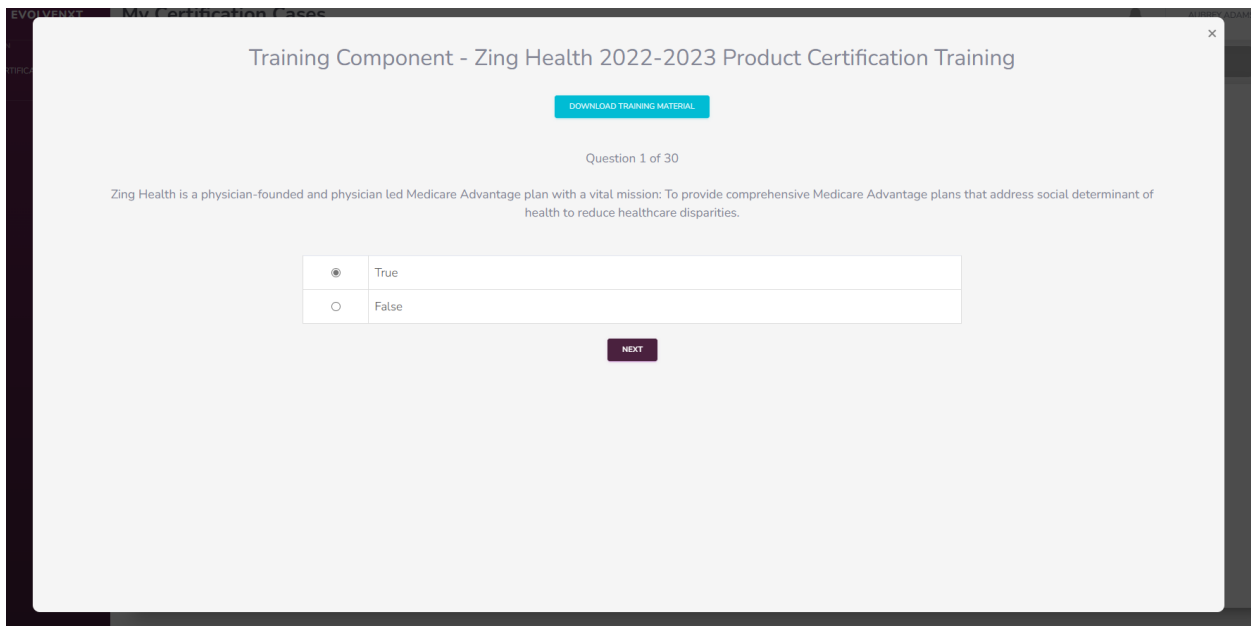 EVOLVENXT
My Certification Cases
AUBREY ADAMS
×
Training Component - Zing Health 2022-2023 Product Certification Training
DOWNLOAD TRAINING MATERIAL
Question 1 of 30
Zing Health is a physician-founded and physician led Medicare Advantage plan with a vital mission: To provide comprehensive Medicare Advantage plans that address social determinant of
health to reduce healthcare disparities.
True
False
NEXT